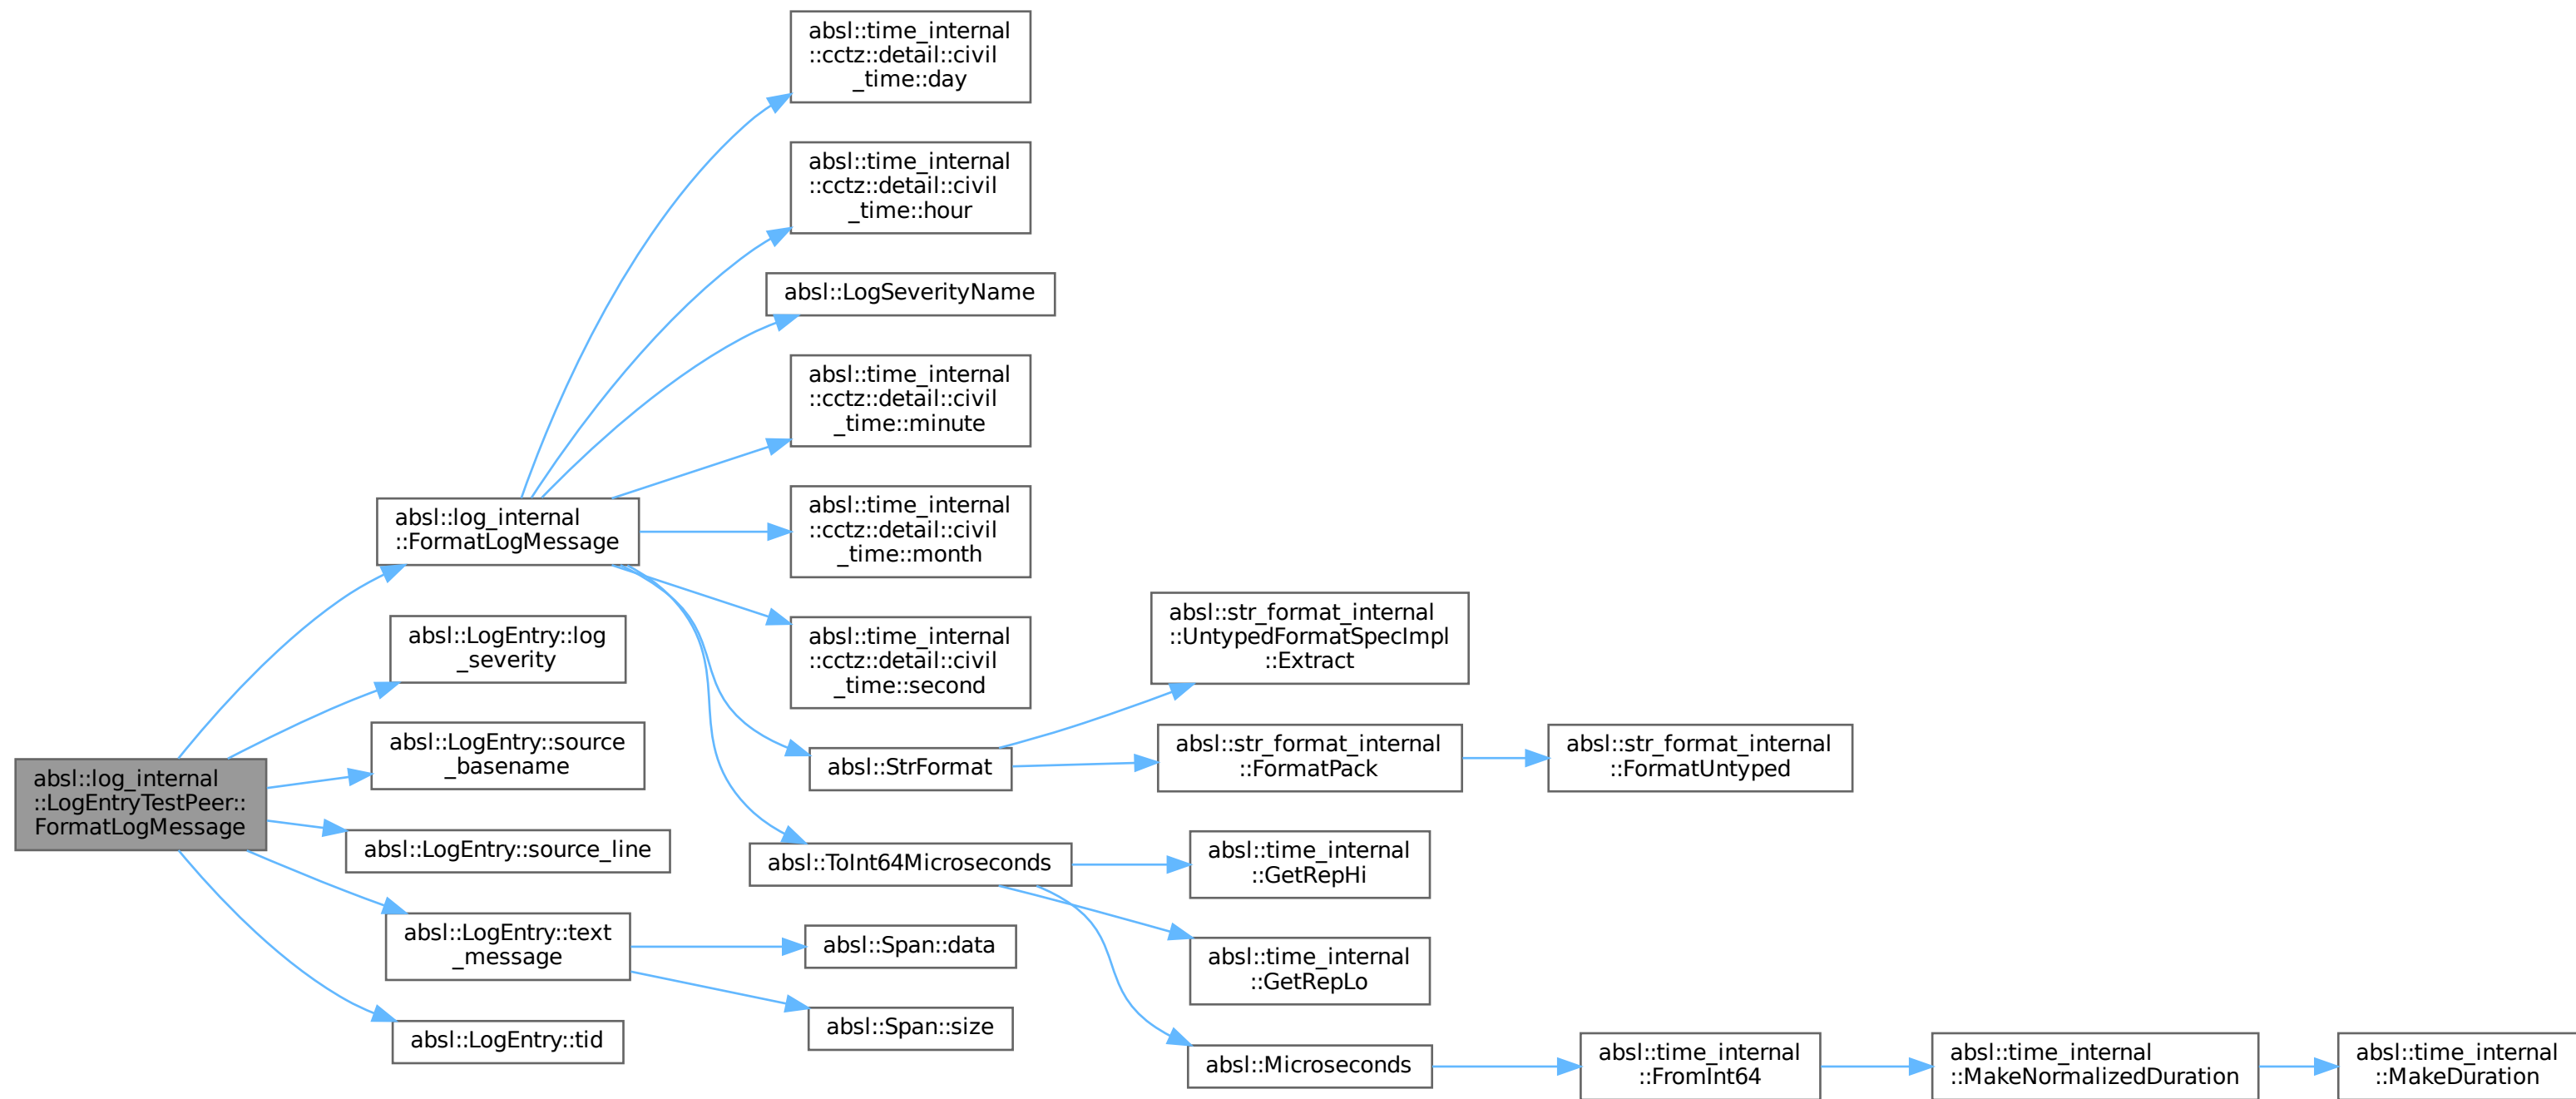 absl::log_internal
::LogEntryTestPeer::
FormatLogMessage
absl::log_internal
::FormatLogMessage
absl::LogEntry::log
_severity
absl::LogEntry::source
_basename
absl::LogEntry::source_line
absl::LogEntry::text
_message
absl::LogEntry::tid
absl::time_internal
::cctz::detail::civil
_time::day
absl::time_internal
::cctz::detail::civil
_time::hour
absl::LogSeverityName
absl::time_internal
::cctz::detail::civil
_time::minute
absl::time_internal
::cctz::detail::civil
_time::month
absl::time_internal
::cctz::detail::civil
_time::second
absl::StrFormat
absl::ToInt64Microseconds
absl::Span::data
absl::Span::size
absl::str_format_internal
::UntypedFormatSpecImpl
::Extract
absl::str_format_internal
::FormatPack
absl::time_internal
::GetRepHi
absl::time_internal
::GetRepLo
absl::Microseconds
absl::str_format_internal
::FormatUntyped
absl::time_internal
::FromInt64
absl::time_internal
::MakeNormalizedDuration
absl::time_internal
::MakeDuration